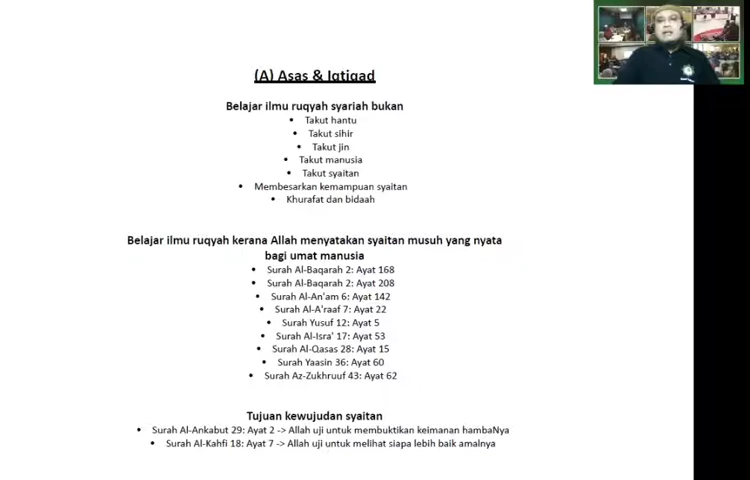 (A) Asas & Iqtiqad
Belajar ilmu ruqyah syariah bukan
• Takut hantu
• Takut sihir
• Takut jin
• Takut manusia
• Takut syaitan
• Membesarkan kemampuan syaitan
• Khurafat dan bidaah
Belajar ilmu ruqyah kerana Allah menyatakan syaitan musuh yang nyata
bagi umat manusia
• Surah Al-Baqarah 2: Ayat 168
• Surah Al-Baqarah 2: Ayat 208
• Surah Al-An'am 6: Ayat 142
• Surah Al-A'raaf 7: Ayat 22
• Surah Yusuf 12: Ayat 5
• Surah Al-Isra' 17: Ayat 53
• Surah Al-Qasas 28: Ayat 15
• Surah Yaasin 36: Ayat 60
• Surah Az-Zukhruuf 43: Ayat 62
Tujuan kewujudan syaitan
• Surah Al-Ankabut 29: Ayat 2 -> Allah uji untuk membuktikan keimanan hambaNya
• Surah Al-Kahfi 18: Ayat 7 -> Allah uji untuk melihat siapa lebih baik amalnya